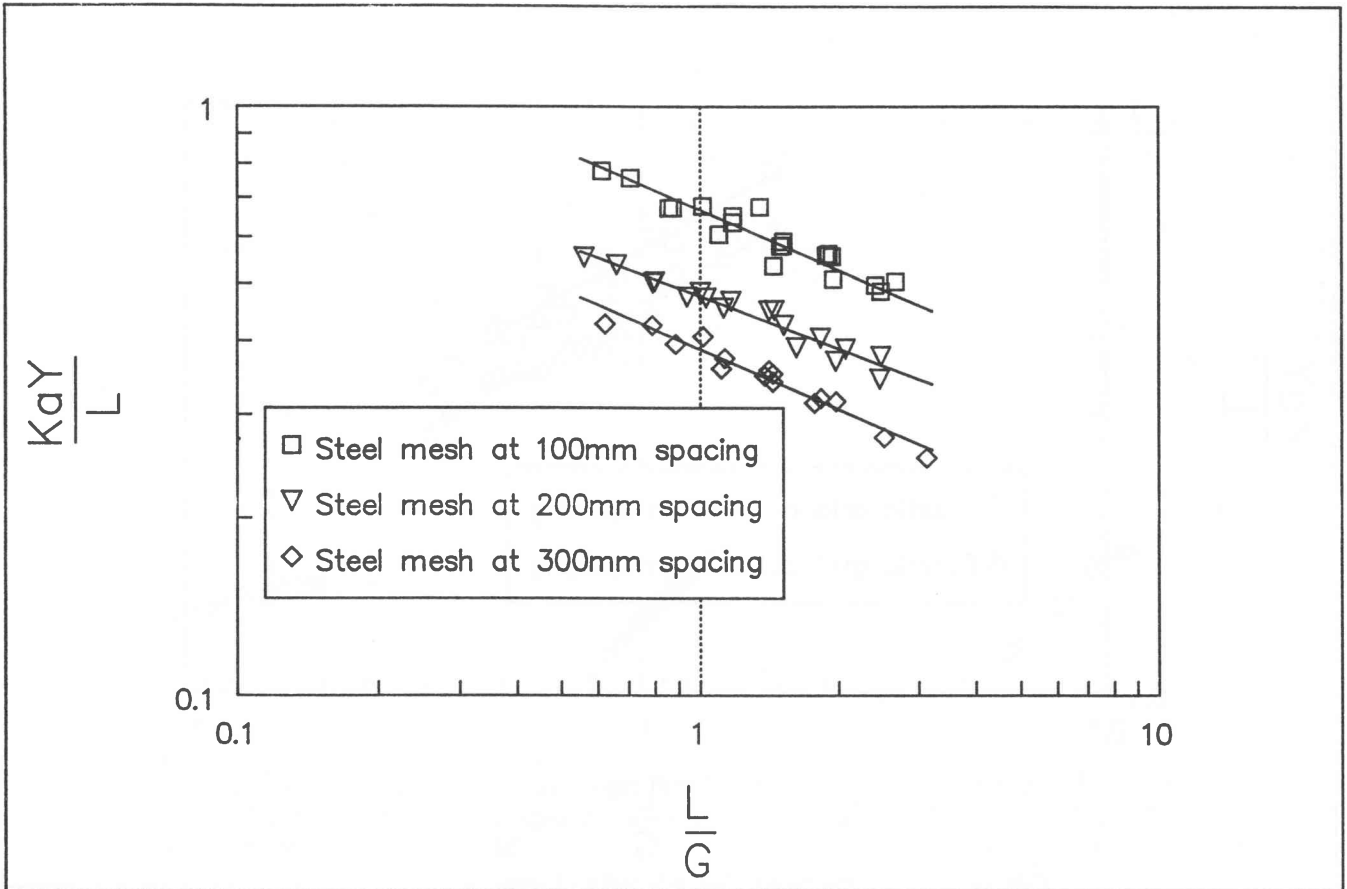 1
KaY
L
Steel mesh at 100mm spacing
Steel mesh at 200mm spacing
Steel mesh at 300mm spacing
0.1
0.1
1
10
L
G